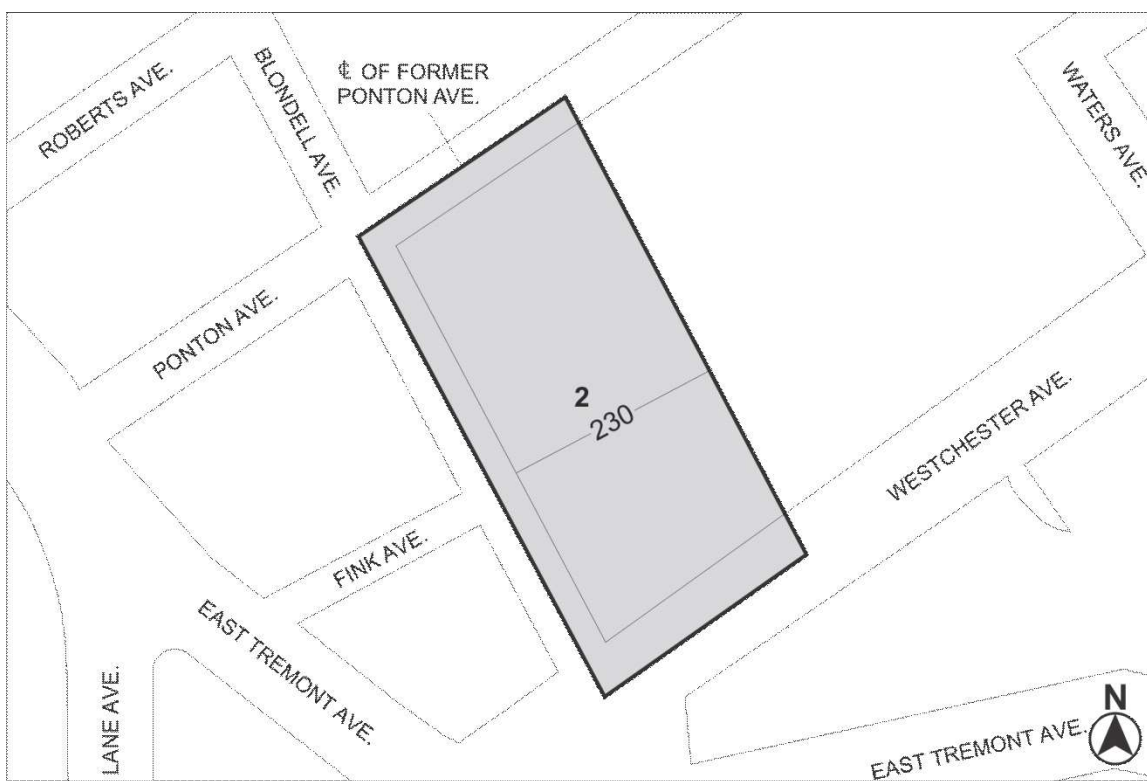 ROBERTS AVE.
BLONDELL AVE.
℄ OF FORMER
PONTON AVE.
WATERS AVE.
PONTON AVE.
2
230
WESTCHESTER AVE.
FINK AVE.
EAST TREMONT AVE.
LANE AVE.
EAST TREMONT AVE.
N